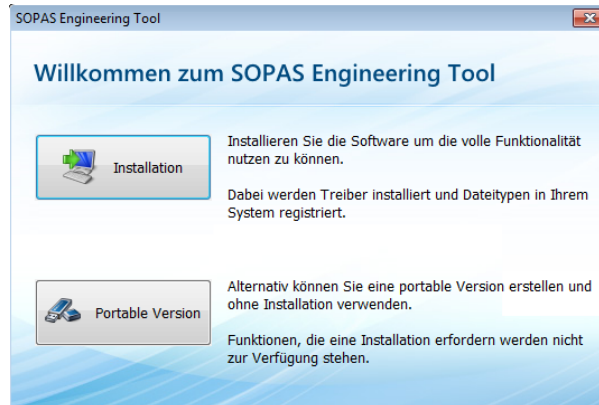 SOPAS Engineering Tool
Willkommen zum SOPAS Engineering Tool
Installation
Installieren Sie die Software um die volle Funktionalität
nutzen zu können.
Dabei werden Treiber installiert und Dateitypen in Ihrem
System registriert.
Portable Version
Alternativ können Sie eine portable Version erstellen und
ohne Installation verwenden.
Funktionen, die eine Installation erfordern werden nicht
zur Verfügung stehen.